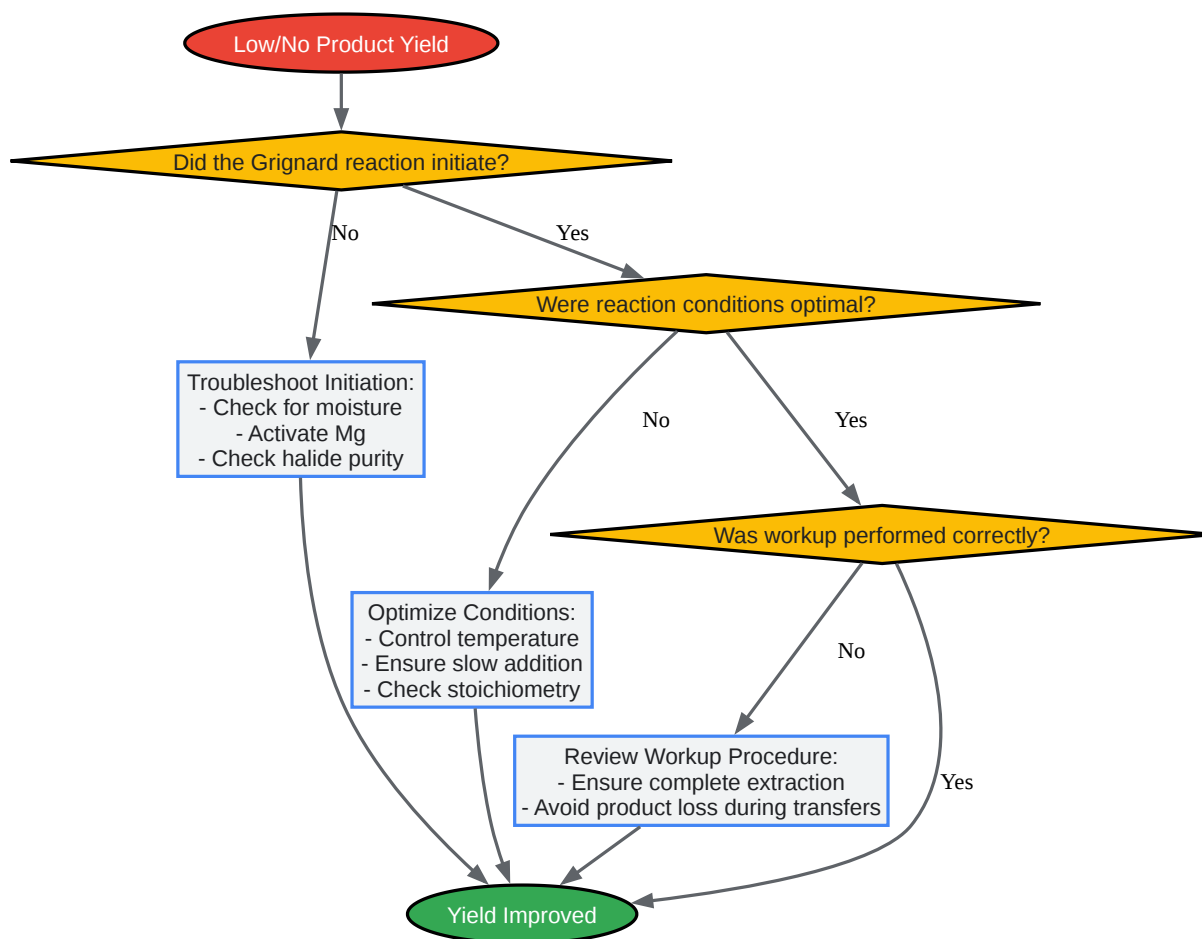 Low/No Product Yield
Did the Grignard reaction initiate?
No
Yes
Were reaction conditions optimal?
Troubleshoot Initiation:
- Check for moisture
- Activate Mg
- Check halide purity
No
Yes
Was workup performed correctly?
Optimize Conditions:
- Control temperature
- Ensure slow addition
- Check stoichiometry
No
Review Workup Procedure:
- Ensure complete extraction
- Avoid product loss during transfers
Yes
Yield Improved